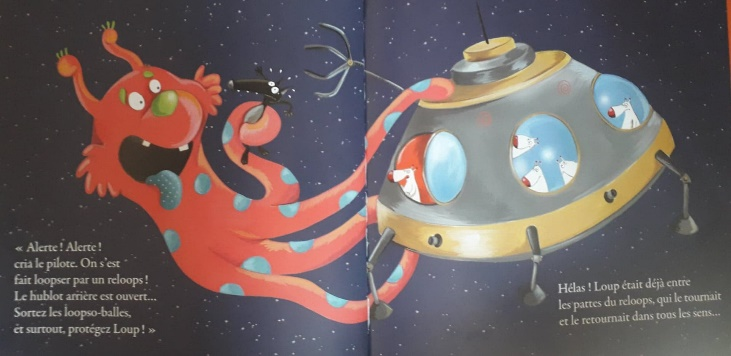 « Alerte ! Alerte !
cria le pilote. On s'est
fait loopser par un reloops !
Le hublot arrière est ouvert...
Sortez les loopso-balles,
et surtout, protégez Loup ! »
Hélas ! Loup était déjà entre
les pattes du reloops, qui le tournait
et le retournait dans tous les sens...